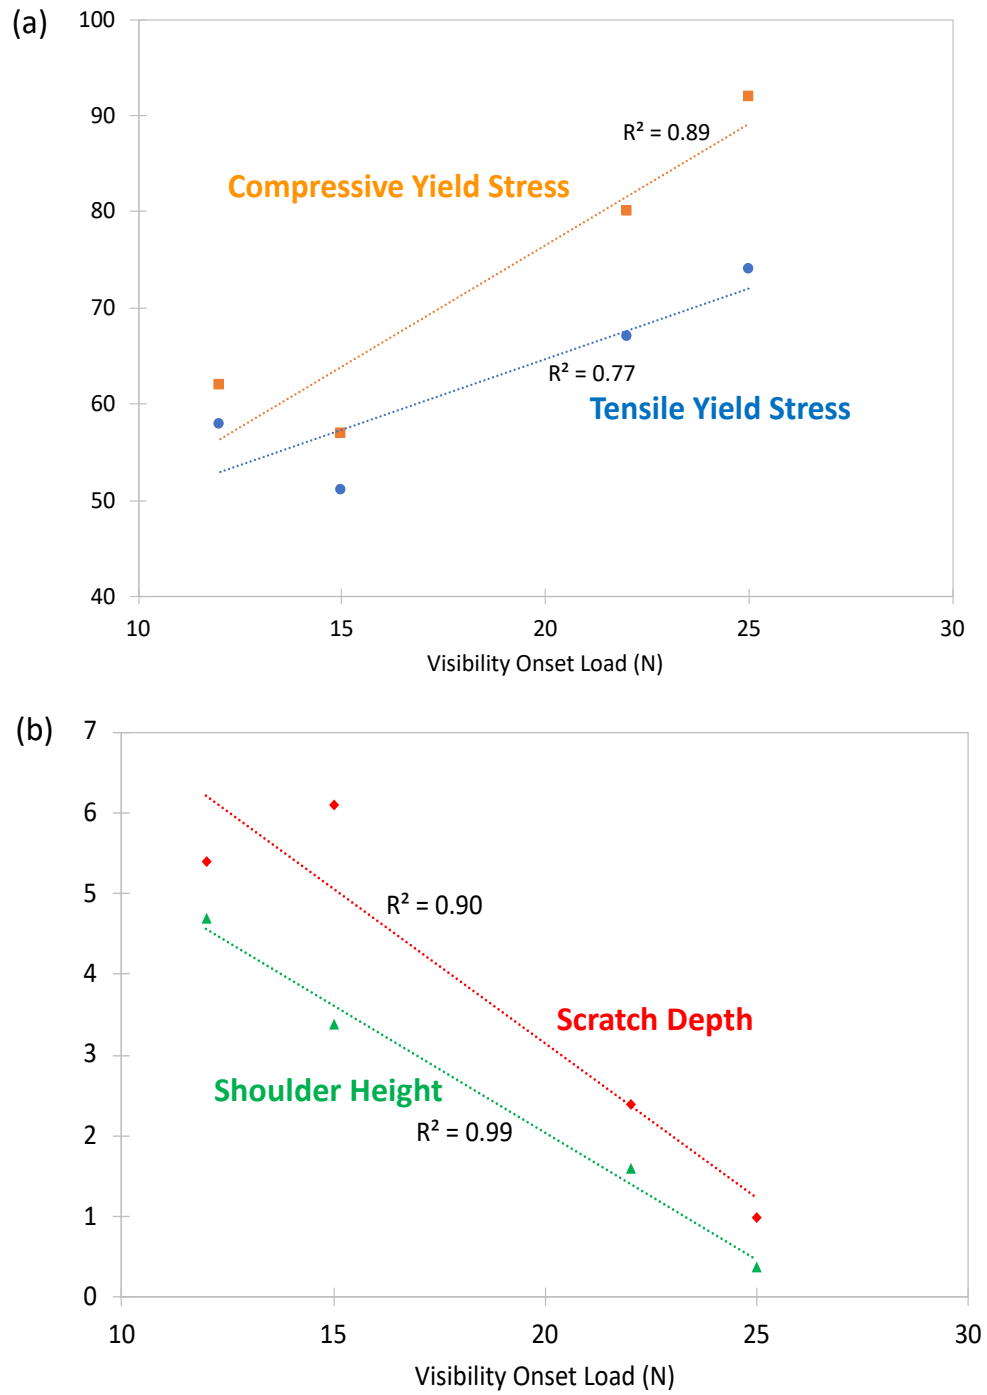 (a)
100
90
80
70
60
50
40
R² = 0.89
Compressive Yield Stress
R² = 0.77
Tensile Yield Stress
10 15 20 25 30
Visibility Onset Load (N)
(b)
7
6
5
4
3
2
1
0
R² = 0.90
Scratch Depth
Shoulder Height
R² = 0.99
10 15 20 25 30
Visibility Onset Load (N)